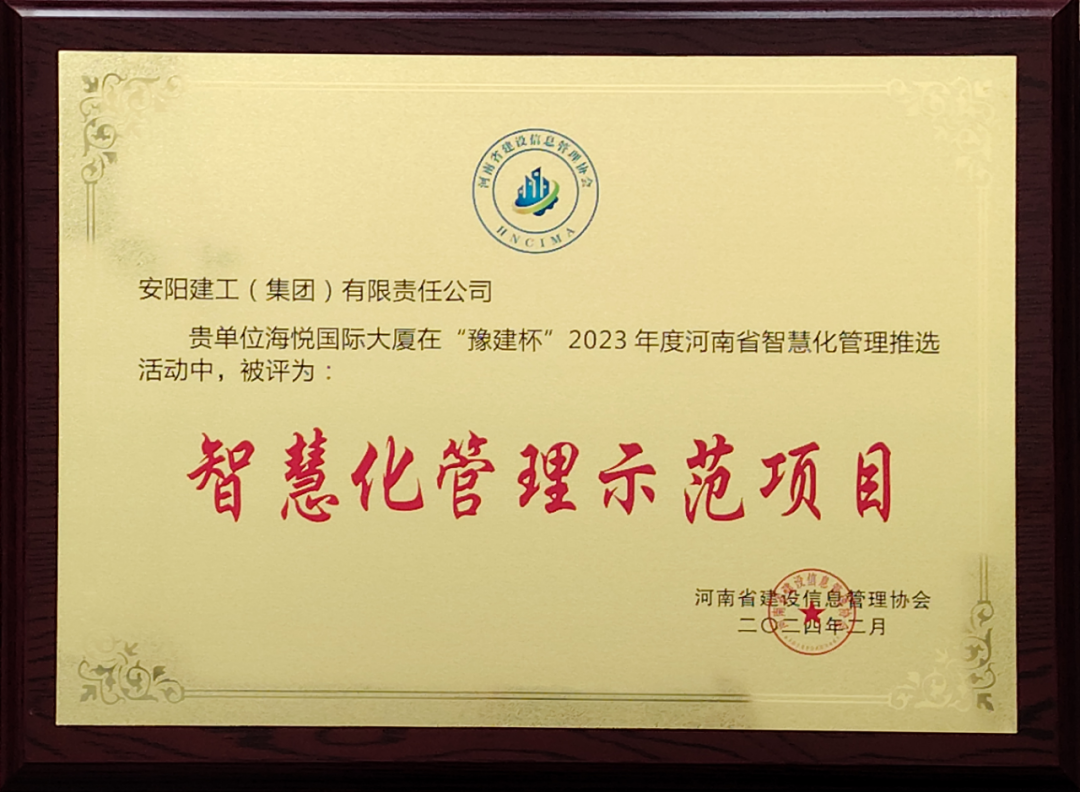 河南省建设信息管理协会
HNCIMA
安阳建工（集团）有限责任公司
贵单位海悦国际大厦在“豫建杯”2023年度河南省智慧化管理推选
活动中，被评为：
智慧化管理示范项目
河南省建设信息管理协会
二〇二四年二月